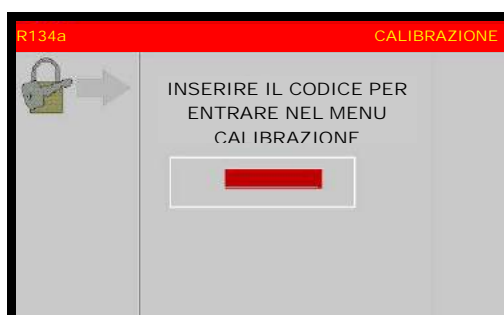 R134a CALIBRAZIONE
INSERIRE IL CODICE PER
ENTRARE NEL MENU
CALIBRAZIONE